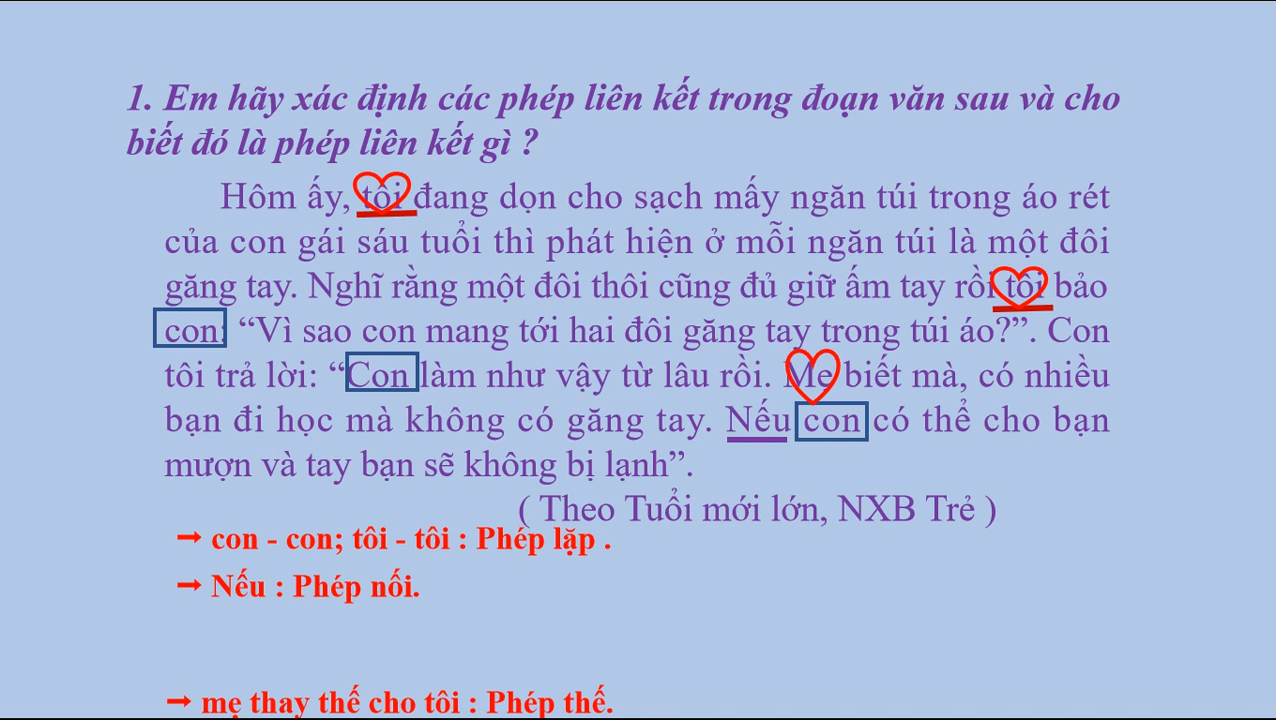 1. Em hãy xác định các phép liên kết trong đoạn văn sau và cho
biết đó là phép liên kết gì ?
Hôm ấy, tôi đang dọn cho sạch mấy ngăn túi trong áo rét
của con gái sáu tuổi thì phát hiện ở mỗi ngăn túi là một đôi
găng tay. Nghĩ rằng một đôi thôi cũng đủ giữ ấm tay rồi tôi bảo
con: “Vì sao con mang tới hai đôi găng tay trong túi áo?”. Con
tôi trả lời: “Con làm như vậy từ lâu rồi. Mẹ biết mà, có nhiều
bạn đi học mà không có găng tay. Nếu con có thể cho bạn
mượn và tay bạn sẽ không bị lạnh”.
( Theo Tuổi mới lớn, NXB Trẻ )
→ con - con; tôi - tôi : Phép lặp .
→ Nếu : Phép nối.
→ mẹ thay thế cho tôi : Phép thế.